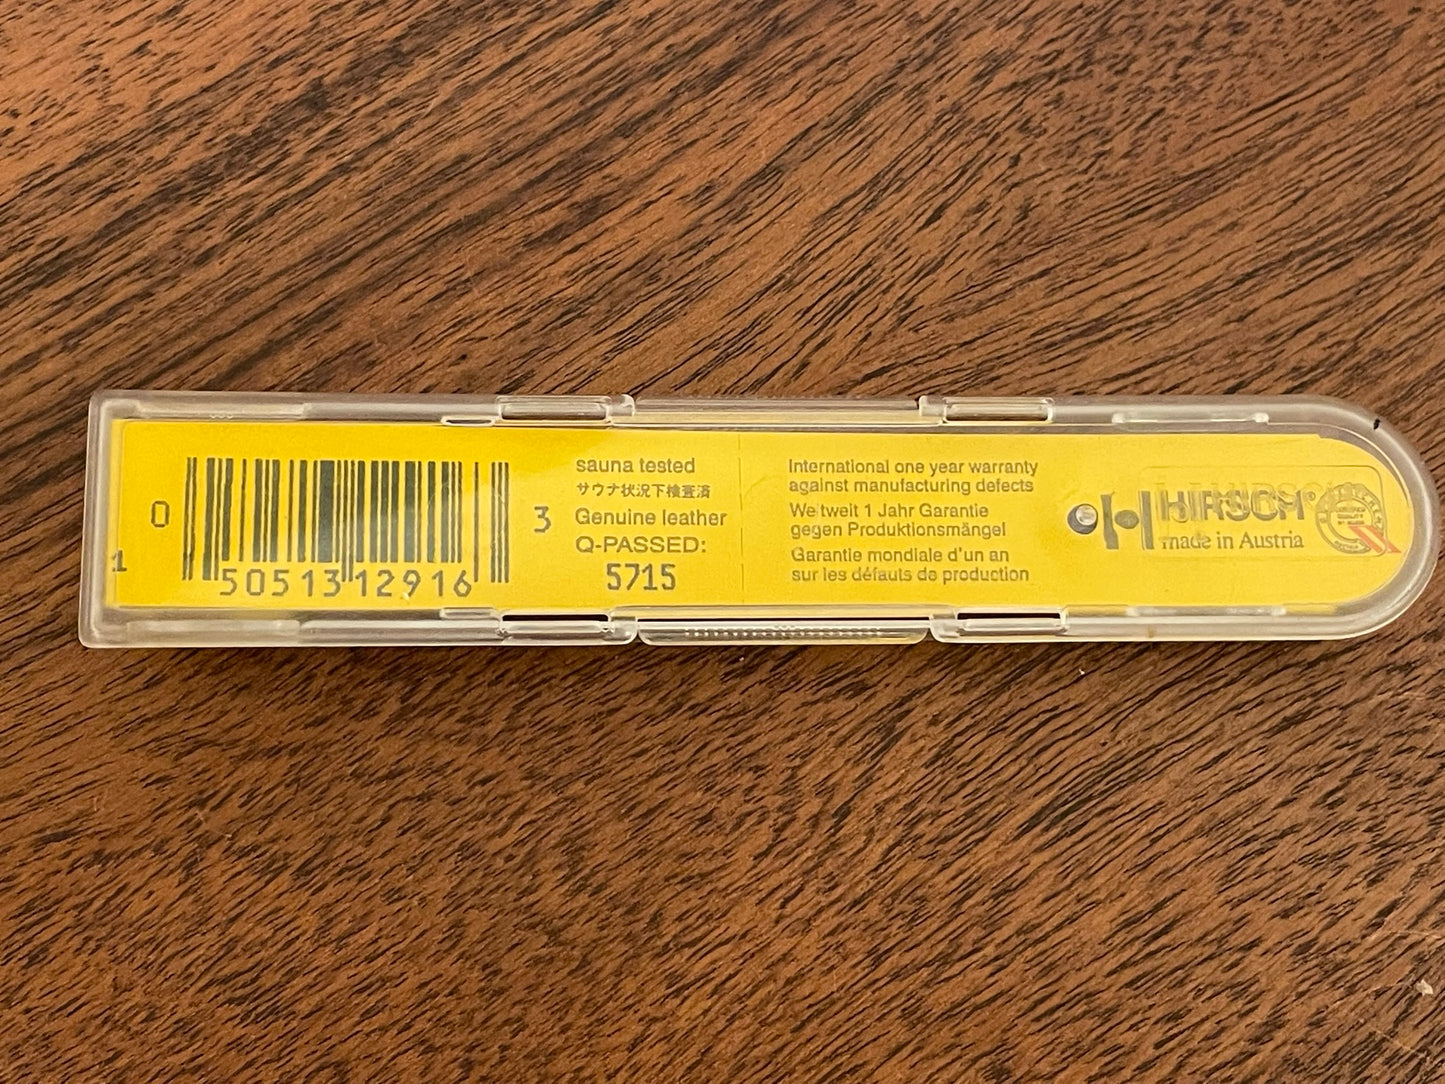 0
1
50513 12916
3
sauna tested
サウナ状況下検査済
Genuine leather
Q-PASSED:
5715
International one year warranty
against manufacturing defects
Weltweit 1 Jahr Garantie
gegen Produktionsmängel
Garantie mondiale d'un an
sur les défauts de production
HIRSCH®
made in Austria